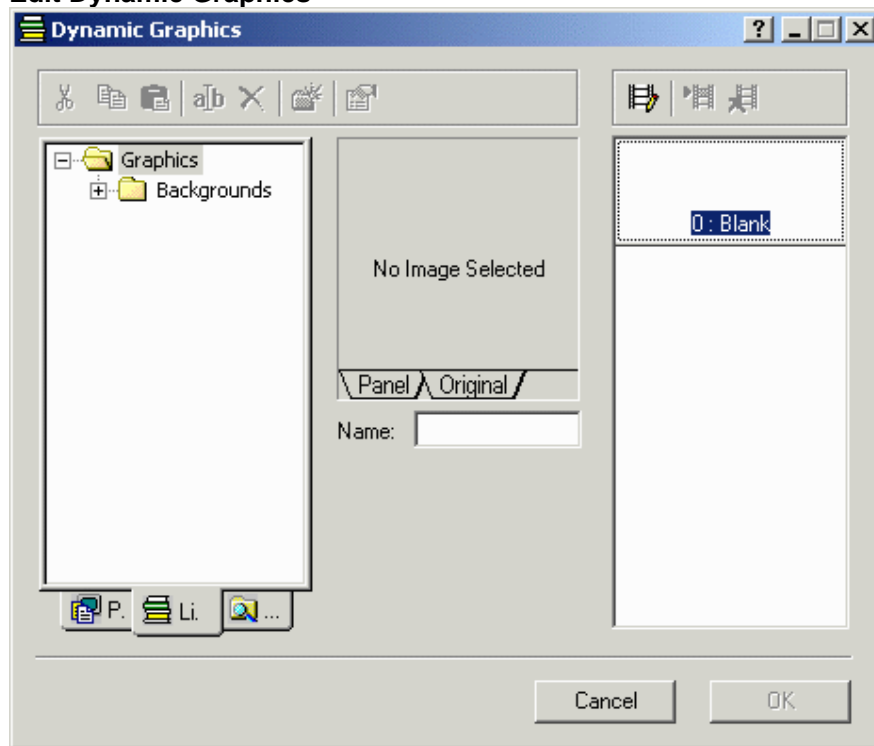 Edit Dynamic Graphics
Dynamic Graphics
Graphics
Backgrounds
No Image Selected
Panel Original
Name:
0 : Blank
P. Li. ...
Cancel OK